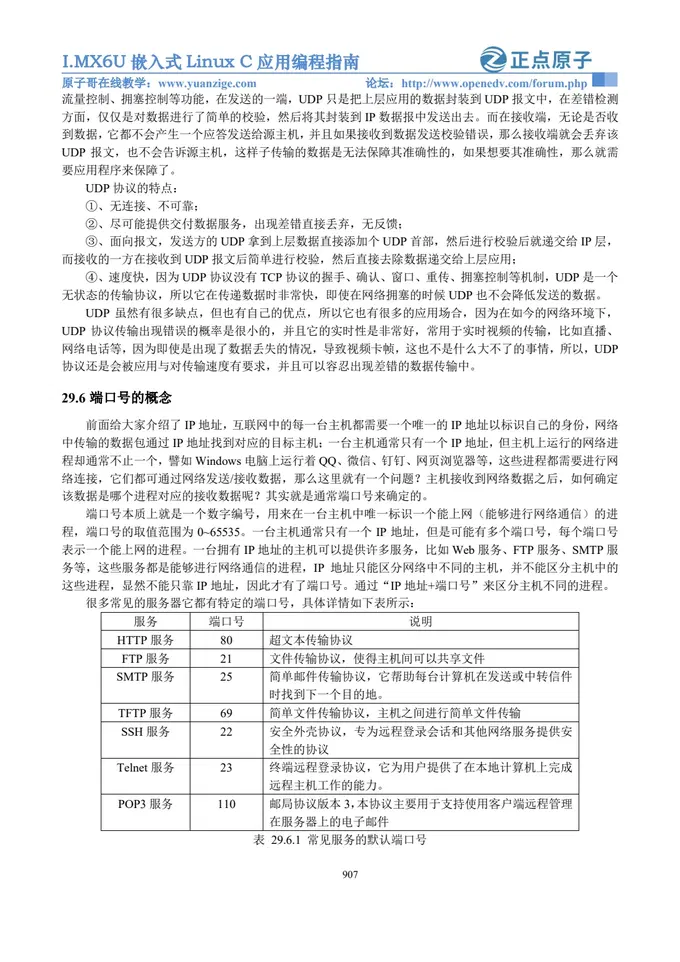 I.MX6U 嵌入式 Linux C 应用编程指南
正点原子
原子哥在线教学：www.yuanzige.com 论坛：http://www.openedv.com/forum.php
流量控制、拥塞控制等功能，在发送的一端，UDP 只是把上层应用的数据封装到 UDP 报文中，在差错检测
方面，仅仅是对数据进行了简单的校验，然后将其封装到 IP 数据报中发送出去。而在接收端，无论是否收
到数据，它都不会产生一个应答发送给源主机，并且如果接收到数据发送校验错误，那么接收端就会丢弃该
UDP 报文，也不会告诉源主机，这样子传输的数据是无法保障其准确性的，如果想要其准确性，那么就需
要应用程序来保障了。
UDP 协议的特点：
①、无连接、不可靠；
②、尽可能提供交付数据服务，出现差错直接丢弃，无反馈；
③、面向报文，发送方的 UDP 拿到上层数据直接添加个 UDP 首部，然后进行校验后就递交给 IP 层，
而接收的一方在接收到 UDP 报文后简单进行校验，然后直接去除数据递交给上层应用；
④、速度快，因为 UDP 协议没有 TCP 协议的握手、确认、窗口、重传、拥塞控制等机制，UDP 是一个
无状态的传输协议，所以它在传递数据时非常快，即使在网络拥塞的时候 UDP 也不会降低发送的数据。
UDP 虽然有很多缺点，但也有自己的优点，所以它也有很多的应用场合，因为在如今的网络环境下，
UDP 协议传输出现错误的概率是很小的，并且它的实时性是非常好，常用于实时视频的传输，比如直播、
网络电话等，因为即使是出现了数据丢失的情况，导致视频卡帧，这也不是什么大不了的事情，所以，UDP
协议还是会被应用与对传输速度有要求，并且可以容忍出现差错的数据传输中。
29.6 端口号的概念
前面给大家介绍了 IP 地址，互联网中的每一台主机都需要一个唯一的 IP 地址以标识自己的身份，网络
中传输的数据包通过 IP 地址找到对应的目标主机；一台主机通常只有一个 IP 地址，但主机上运行的网络进
程却通常不止一个，譬如 Windows 电脑上运行着 QQ、微信、钉钉、网页浏览器等，这些进程都需要进行网
络连接，它们都可通过网络发送/接收数据，那么这里就有一个问题？主机接收到网络数据之后，如何确定
该数据是哪个进程对应的接收数据呢？其实就是通常端口号来确定的。
端口号本质上就是一个数字编号，用来在一台主机中唯一标识一个能上网（能够进行网络通信）的进
程，端口号的取值范围为 0~65535。一台主机通常只有一个 IP 地址，但是可能有多个端口号，每个端口号
表示一个能上网的进程。一台拥有 IP 地址的主机可以提供许多服务，比如 Web 服务、FTP 服务、SMTP 服
务等，这些服务都是能够进行网络通信的进程，IP 地址只能区分网络中不同的主机，并不能区分主机中的
这些进程，显然不能只靠 IP 地址，因此才有了端口号。通过“IP 地址+端口号”来区分主机不同的进程。
很多常见的服务器它都有特定的端口号，具体详情如下表所示：
服务 端口号 说明
HTTP 服务 80 超文本传输协议
FTP 服务 21 文件传输协议，使得主机间可以共享文件
SMTP 服务 25 简单邮件传输协议，它帮助每台计算机在发送或中转信件
时找到下一个目的地。
TFTP 服务 69 简单文件传输协议，主机之间进行简单文件传输
SSH 服务 22 安全外壳协议，专为远程登录会话和其他网络服务提供安
全性的协议
Telnet 服务 23 终端远程登录协议，它为用户提供了在本地计算机上完成
远程主机工作的能力。
POP3 服务 110 邮局协议版本 3，本协议主要用于支持使用客户端远程管理
在服务器上的电子邮件
表 29.6.1 常见服务的默认端口号
907